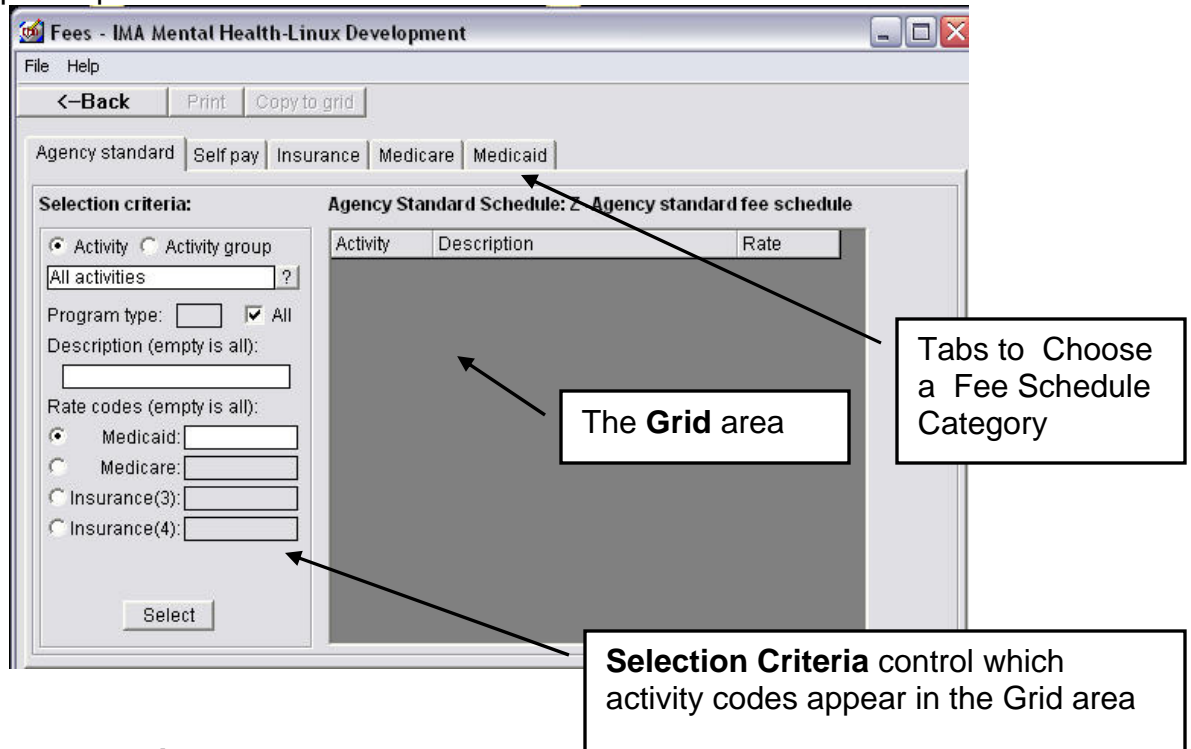 Fees - IMA Mental Health-Linux Development
File Help
<-Back Print Copy to grid
Agency standard Self pay Insurance Medicare Medicaid
Selection criteria:
Agency Standard Schedule: Z Agency standard fee schedule
Activity Activity group
Activity Description Rate
All activities ?
Program type: All
Description (empty is all):
Rate codes (empty is all):
Medicaid:
Medicare:
Insurance(3):
Insurance(4):
Select
Tabs to Choose
a Fee Schedule
Category
The Grid area
Selection Criteria control which
activity codes appear in the Grid area